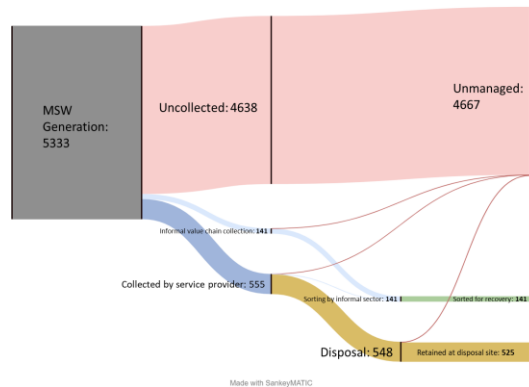 MSW
Generation:
5333
Uncollected: 4638
Unmanaged:
4667
Informal value chain collection: 141
Collected by service provider: 555
Sorting by informal sector: 141
Sorted for recovery: 141
Disposal: 548
Retained at disposal site: 525
Made with SankeyMATIC